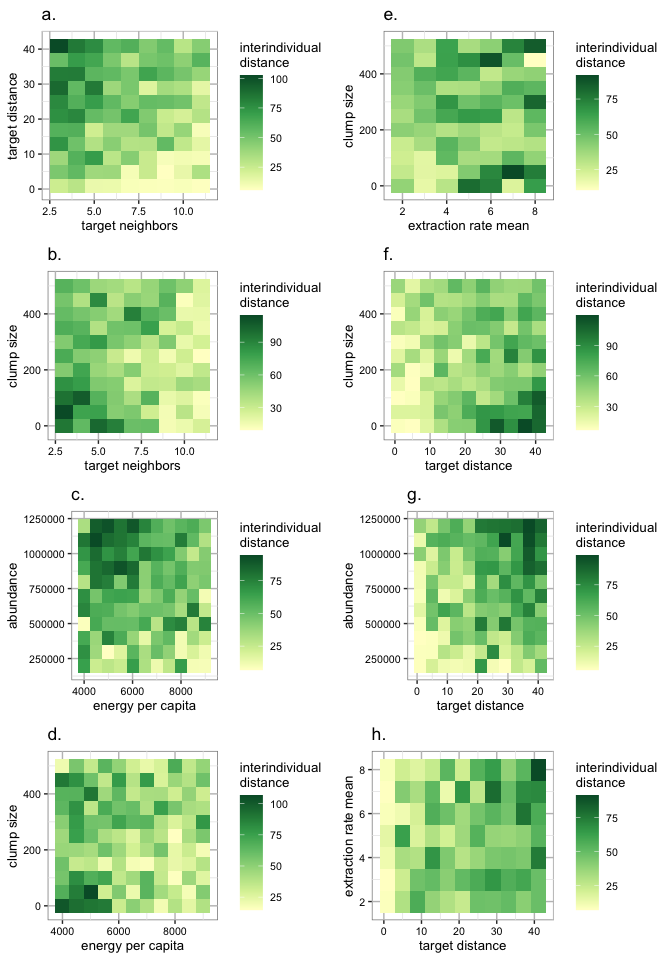 a.
interindividual
distance
100
75
50
25
40
30
20
10
0
target distance
2.5 5.0 7.5 10.0
target neighbors
e.
interindividual
distance
75
50
25
400
200
0
clump size
2 4 6 8
extraction rate mean
b.
interindividual
distance
90
60
30
400
200
0
clump size
2.5 5.0 7.5 10.0
target neighbors
f.
interindividual
distance
90
60
30
400
200
0
clump size
0 10 20 30 40
target distance
c.
interindividual
distance
75
50
25
1250000
1000000
750000
500000
250000
abundance
4000 6000 8000
energy per capita
g.
interindividual
distance
75
50
25
1250000
1000000
750000
500000
250000
abundance
0 10 20 30 40
target distance
d.
interindividual
distance
100
75
50
25
400
200
0
clump size
4000 6000 8000
energy per capita
h.
interindividual
distance
75
50
25
8
6
4
2
extraction rate mean
0 10 20 30 40
target distance